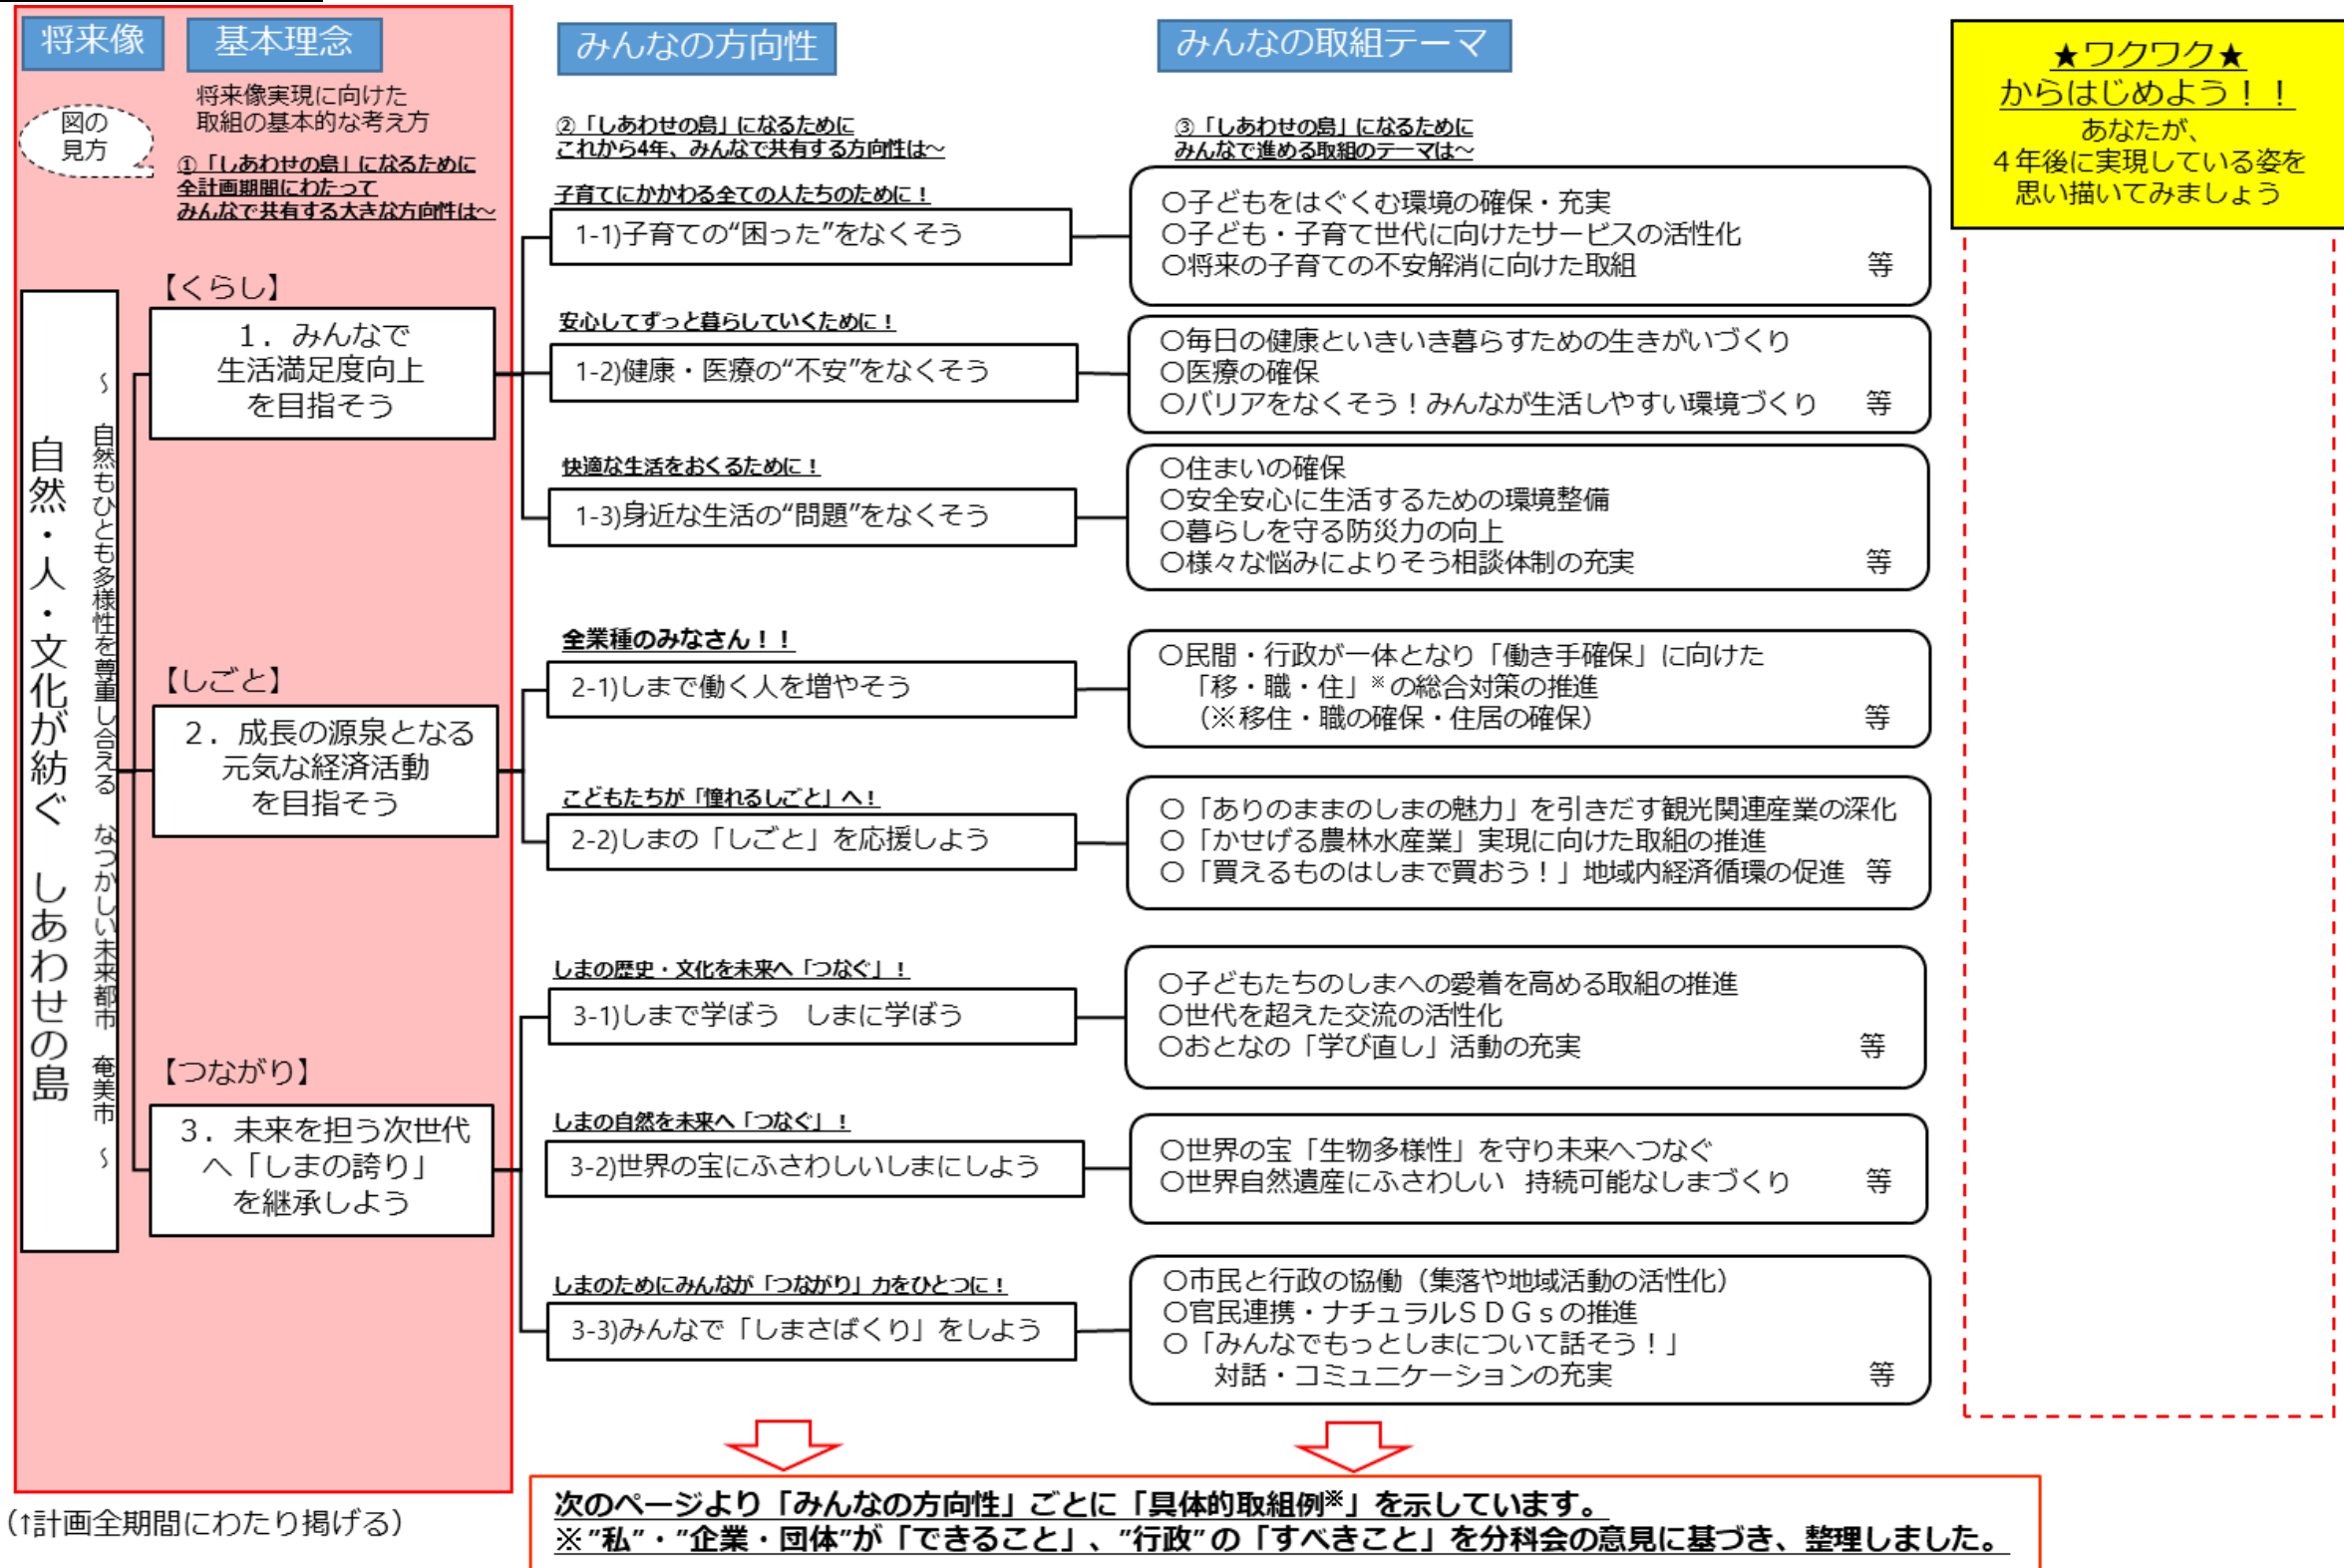 将来像
基本理念
図の
見方
将来像実現に向けた
取組の基本的な考え方
①「しあわせの島」になるために
全計画期間にわたって
みんなで共有する大きな方向性は～
自然・人・文化が紡ぐ　しあわせの島
～　自然もひとも多様性を尊重し合える　なつかしい未来都市　奄美市　～
【くらし】
１．みんなで
生活満足度向上
を目指そう
【しごと】
２．成長の源泉となる
元気な経済活動
を目指そう
【つながり】
３．未来を担う次世代
へ「しまの誇り」
を継承しよう
(↑計画全期間にわたり掲げる)
みんなの方向性
②「しあわせの島」になるために
これから4年、みんなで共有する方向性は～
子育てにかかわる全ての人たちのために！
1-1)子育ての“困った”をなくそう
安心してずっと暮らしていくために！
1-2)健康・医療の“不安”をなくそう
快適な生活をおくるために！
1-3)身近な生活の“問題”をなくそう
全業種のみなさん！！
2-1)しまで働く人を増やそう
こどもたちが「憧れるしごと」へ！
2-2)しまの「しごと」を応援しよう
しまの歴史・文化を未来へ「つなぐ」！
3-1)しまで学ぼう　しまに学ぼう
しまの自然を未来へ「つなぐ」！
3-2)世界の宝にふさわしいしまにしよう
しまのためにみんなが「つながり」力をひとつに！
3-3)みんなで「しまさばくり」をしよう
みんなの取組テーマ
③「しあわせの島」になるために
みんなで進める取組のテーマは～
○子どもをはぐくむ環境の確保・充実
○子ども・子育て世代に向けたサービスの活性化
○将来の子育ての不安解消に向けた取組　等
○毎日の健康といきいき暮らすための生きがいづくり
○医療の確保
○バリアをなくそう！みんなが生活しやすい環境づくり　等
○住まいの確保
○安全安心に生活するための環境整備
○暮らしを守る防災力の向上
○様々な悩みによりそう相談体制の充実　等
○民間・行政が一体となり「働き手確保」に向けた
「移・職・住」※の総合対策の推進
（※移住・職の確保・住居の確保）　等
○「ありのままのしまの魅力」を引きだす観光関連産業の深化
○「かせげる農林水産業」実現に向けた取組の推進
○「買えるものはしまで買おう！」地域内経済循環の促進　等
○子どもたちのしまへの愛着を高める取組の推進
○世代を超えた交流の活性化
○おとなの「学び直し」活動の充実　等
○世界の宝「生物多様性」を守り未来へつなぐ
○世界自然遺産にふさわしい　持続可能なしまづくり　等
○市民と行政の協働（集落や地域活動の活性化）
○官民連携・ナチュラルＳＤＧｓの推進
○「みんなでもっとしまについて話そう！」
対話・コミュニケーションの充実　等
★ワクワク★
からはじめよう！！
あなたが、
４年後に実現している姿を
思い描いてみましょう
次のページより「みんなの方向性」ごとに「具体的取組例※」を示しています。
※”私”・”企業・団体”が「できること」、”行政”の「すべきこと」を分科会の意見に基づき、整理しました。